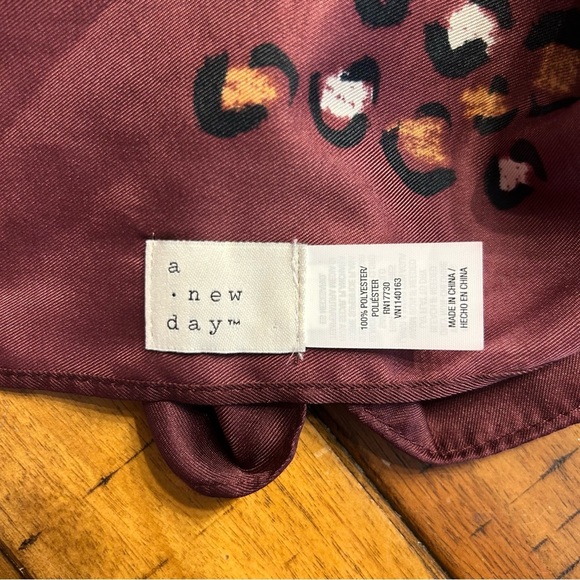 a
· new
day™
100% POLYESTER/
POLIÉSTER
RN17730
VN1140163
MADE IN CHINA /
HECHO EN CHINA